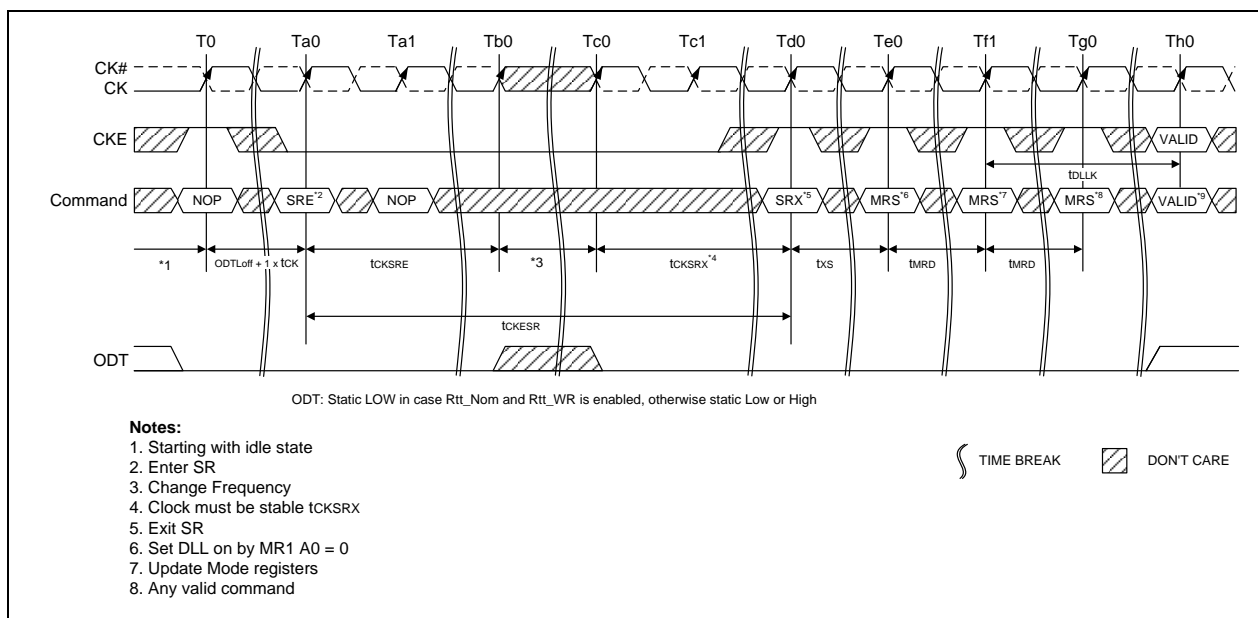 T0 Ta0 Ta1 Tb0 Tc0 Tc1 Td0 Te0 Tf1 Tg0 Th0
CK#
CK
CKE
VALID
tDLLK
Command
NOP SRE*2 NOP SRX*5 MRS*6 MRS*7 MRS*8 VALID*9
*1 ODTLoff + 1 x tCK tCKSRE *3 tCKSRX*4 tXS tMRD tMRD
tCKESR
ODT
ODT: Static LOW in case Rtt_Nom and Rtt_WR is enabled, otherwise static Low or High
Notes:
1. Starting with idle state
2. Enter SR
3. Change Frequency
4. Clock must be stable tCKSRX
5. Exit SR
6. Set DLL on by MR1 A0 = 0
7. Update Mode registers
8. Any valid command
TIME BREAK
DON'T CARE